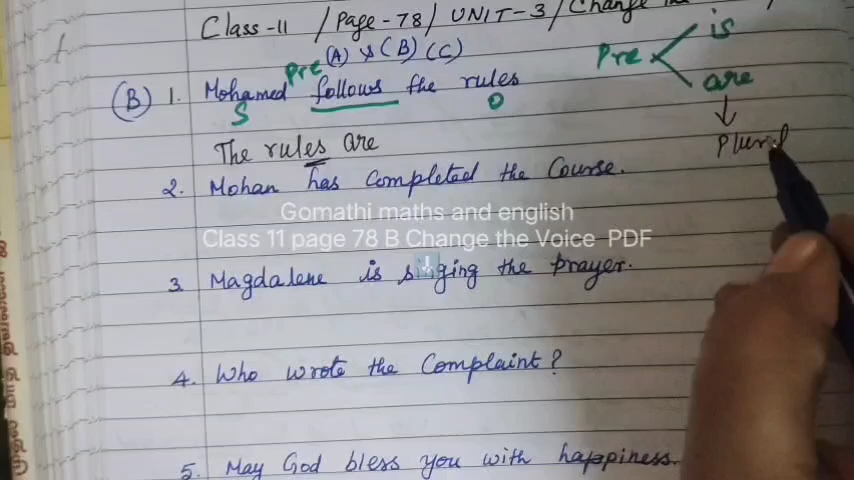 Class-11 / Page-78 / UNIT-3 / Change the
(A) & (B) (C)
Pre is
Pre
(B) 1. Mohamed follows the rules
are
S O
The rules are
Plural
2. Mohan has completed the Course.
Gomathi maths and english
Class 11 page 78 B Change the Voice PDF
3 Magdalene is singing the prayer.
4. Who wrote the Complaint?
5. May God bless you with happiness.